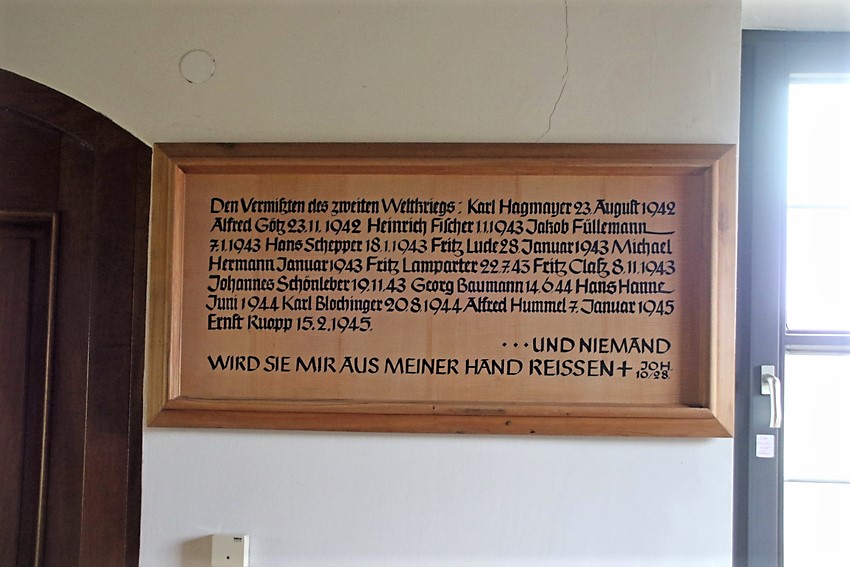 Den Vermißten des zweiten Weltkriegs: Karl Hagmayer 23. August 1942
Alfred Götz 23.11.1942 Heinrich Fischer 1.1.1943 Jakob Füllemann
7.1.1943 Hans Schepper 18.1.1943 Fritz Lude 28 Januar 1943 Michael
Hermann Januar 1943 Fritz Lamparter 22.7.43 Fritz Claß 8.11.1943
Johannes Schönleber 19.11.43 Georg Baumann 14.6.44 Hans Hanne
Juni 1944 Karl Blochinger 20.8.1944 Alfred Hummel 7. Januar 1945
Ernst Ruopp 15.2.1945.
...UND NIEMAND
WIRD SIE MIR AUS MEINER HAND REISSEN + JOH. 10/28.